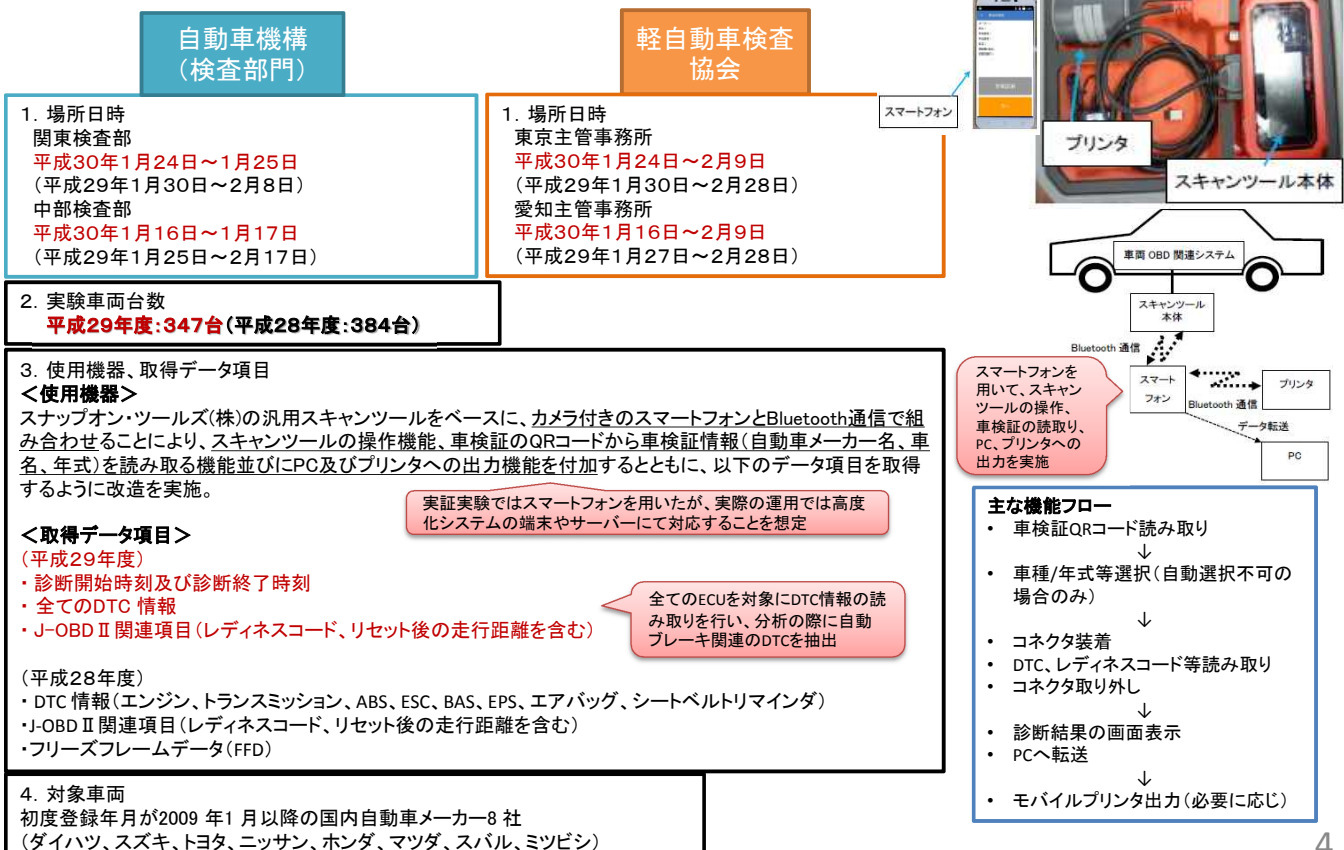 自動車機構
(検査部門)
1. 場所日時
関東検査部
平成30年1月24日～1月25日
(平成29年1月30日～2月8日)
中部検査部
平成30年1月16日～1月17日
(平成29年1月25日～2月17日)
軽自動車検査
協会
1. 場所日時
東京主管事務所
平成30年1月24日～2月9日
(平成29年1月30日～2月28日)
愛知主管事務所
平成30年1月16日～2月9日
(平成29年1月27日～2月28日)
スマートフォン
プリンタ
スキャンツール本体
2. 実験車両台数
平成29年度：347台(平成28年度：384台)
3. 使用機器、取得データ項目
＜使用機器＞
スナップオン・ツールズ(株)の汎用スキャンツールをベースに、カメラ付きのスマートフォンとBluetooth通信で組
み合わせることにより、スキャンツールの操作機能、車検証のQRコードから車検証情報(自動車メーカー名、車
名、年式)を読み取る機能並びにPC及びプリンタへの出力機能を付加するとともに、以下のデータ項目を取得
するように改造を実施。
実証実験ではスマートフォンを用いたが、実際の運用では高度
化システムの端末やサーバーにて対応することを想定
＜取得データ項目＞
(平成29年度)
・診断開始時刻及び診断終了時刻
・全てのDTC 情報
・J-OBDⅡ関連項目(レディネスコード、リセット後の走行距離を含む)
全てのECUを対象にDTC情報の読
み取りを行い、分析の際に自動
ブレーキ関連のDTCを抽出
(平成28年度)
・DTC 情報(エンジン、トランスミッション、ABS、ESC、BAS、EPS、エアバッグ、シートベルトリマインダ)
・J-OBDⅡ関連項目(レディネスコード、リセット後の走行距離を含む)
・フリーズフレームデータ(FFD)
4. 対象車両
初度登録年月が2009 年1 月以降の国内自動車メーカー8 社
(ダイハツ、スズキ、トヨタ、ニッサン、ホンダ、マツダ、スバル、ミツビシ)
車両 OBD 関連システム
スキャンツール
本体
Bluetooth 通信
スマート
フォン
プリンタ
Bluetooth 通信
データ転送
PC
スマートフォンを
用いて、スキャン
ツールの操作、
車検証の読取り、
PC、プリンタへの
出力を実施
主な機能フロー
• 車検証QRコード読み取り
↓
• 車種/年式等選択(自動選択不可の
場合のみ)
↓
• コネクタ装着
• DTC、レディネスコード等読み取り
• コネクタ取り外し
↓
• 診断結果の画面表示
• PCへ転送
↓
• モバイルプリンタ出力(必要に応じ)
4